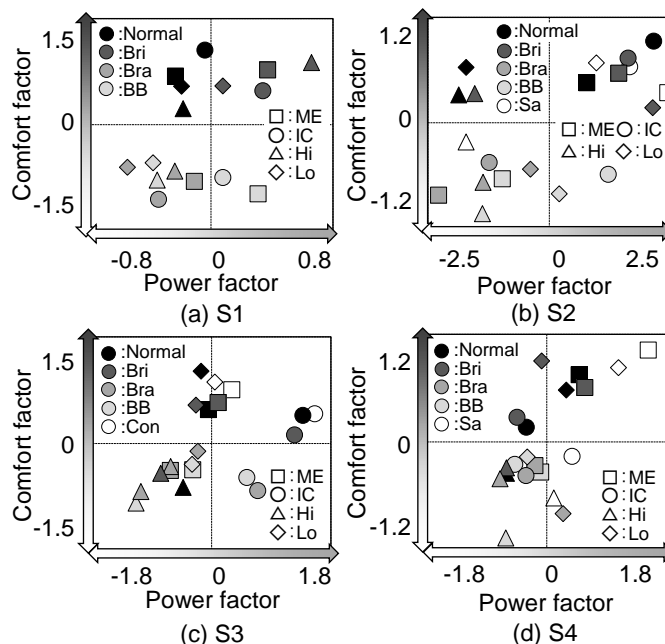 1.5
0
-1.5
Comfort factor
:Normal
:Bri
:Bra
:BB
:ME
:IC
:Hi
:Lo
-0.8
0
0.8
Power factor
(a) S1
1.2
0
-1.2
Comfort factor
:Normal
:Bri
:Bra
:BB
:Sa
:ME :IC
:Hi :Lo
-2.5
0
2.5
Power factor
(b) S2
1.5
0
-1.5
Comfort factor
:Normal
:Bri
:Bra
:BB
:Con
:ME
:IC
:Hi
:Lo
-1.8
0
1.8
Power factor
(c) S3
1.2
0
-1.2
Comfort factor
:Normal
:Bri
:Bra
:BB
:Sa
:ME
:IC
:Hi
:Lo
-1.8
0
1.8
Power factor
(d) S4